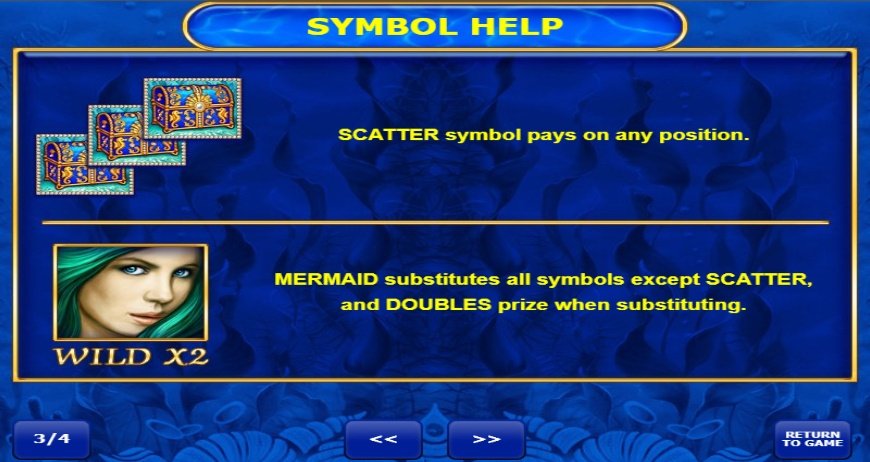 SYMBOL HELP
SCATTER symbol pays on any position.
MERMAID substitutes all symbols except SCATTER,
and DOUBLES prize when substituting.
WILD X2
3/4
<<
>>
RETURN
TO GAME